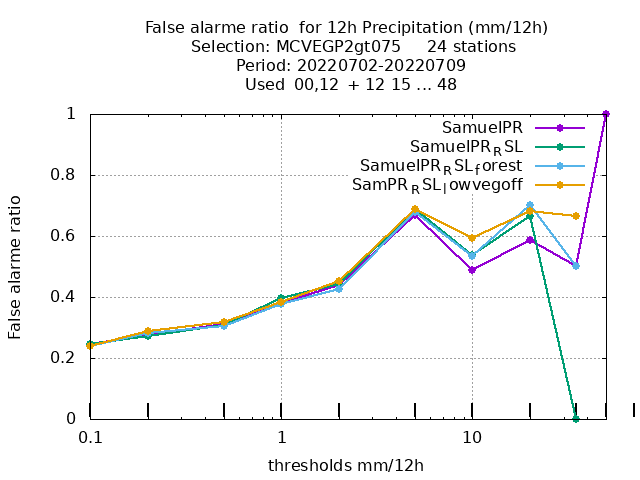 False alarme ratio  for 12h Precipitation (mm/12h)
Selection: MCVEGP2gt075     24 stations
Period: 20220702-20220709
Used  00,12  + 12 15 ... 48
1
0.8
0.6
0.4
0.2
0
False alarme ratio
SamuelPR
SamuelPR_RSL
SamuelPR_RSL_forest
SamPR_RSL_lowvegoff
0.1
1
10
thresholds mm/12h